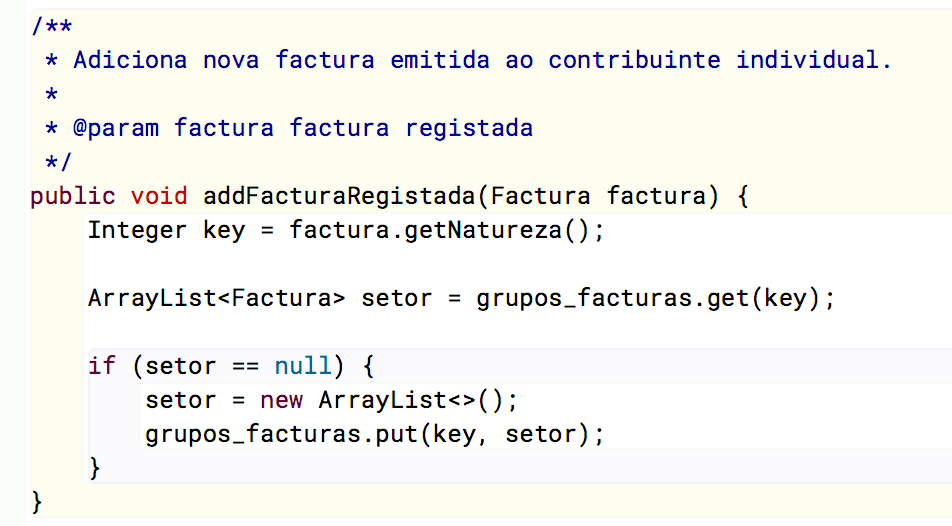 /**
 * Adiciona nova factura emitida ao contribuinte individual.
 *
 * @param factura factura registada
 */
public void addFacturaRegistada(Factura factura) {
    Integer key = factura.getNatureza();

    ArrayList<Factura> setor = grupos_facturas.get(key);

    if (setor == null) {
        setor = new ArrayList<>();
        grupos_facturas.put(key, setor);
    }
}